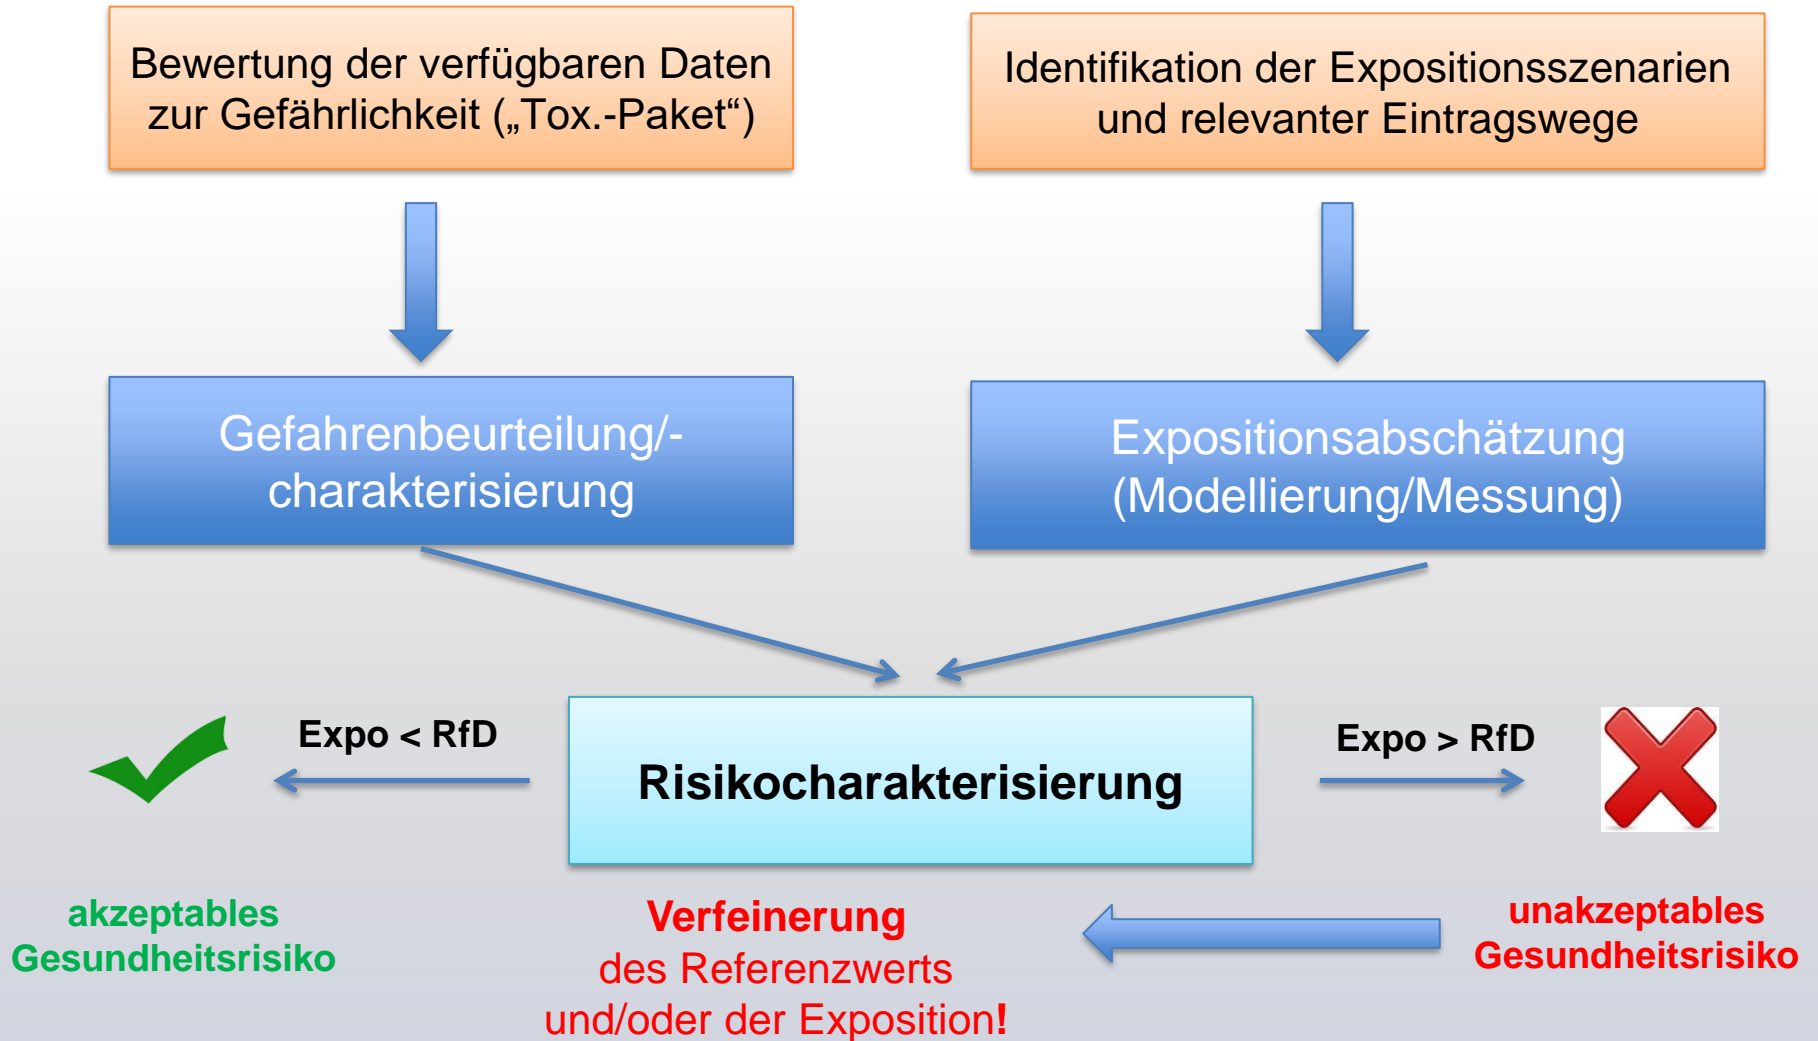 Bewertung der verfügbaren Daten
zur Gefährlichkeit („Tox.-Paket“)
Identifikation der Expositionsszenarien
und relevanter Eintragswege
Gefahrenbeurteilung/-
charakterisierung
Expositionsabschätzung
(Modellierung/Messung)
Expo < RfD
Risikocharakterisierung
Expo > RfD
akzeptables
Gesundheitsrisiko
Verfeinerung
des Referenzwerts
und/oder der Exposition!
unakzeptables
Gesundheitsrisiko